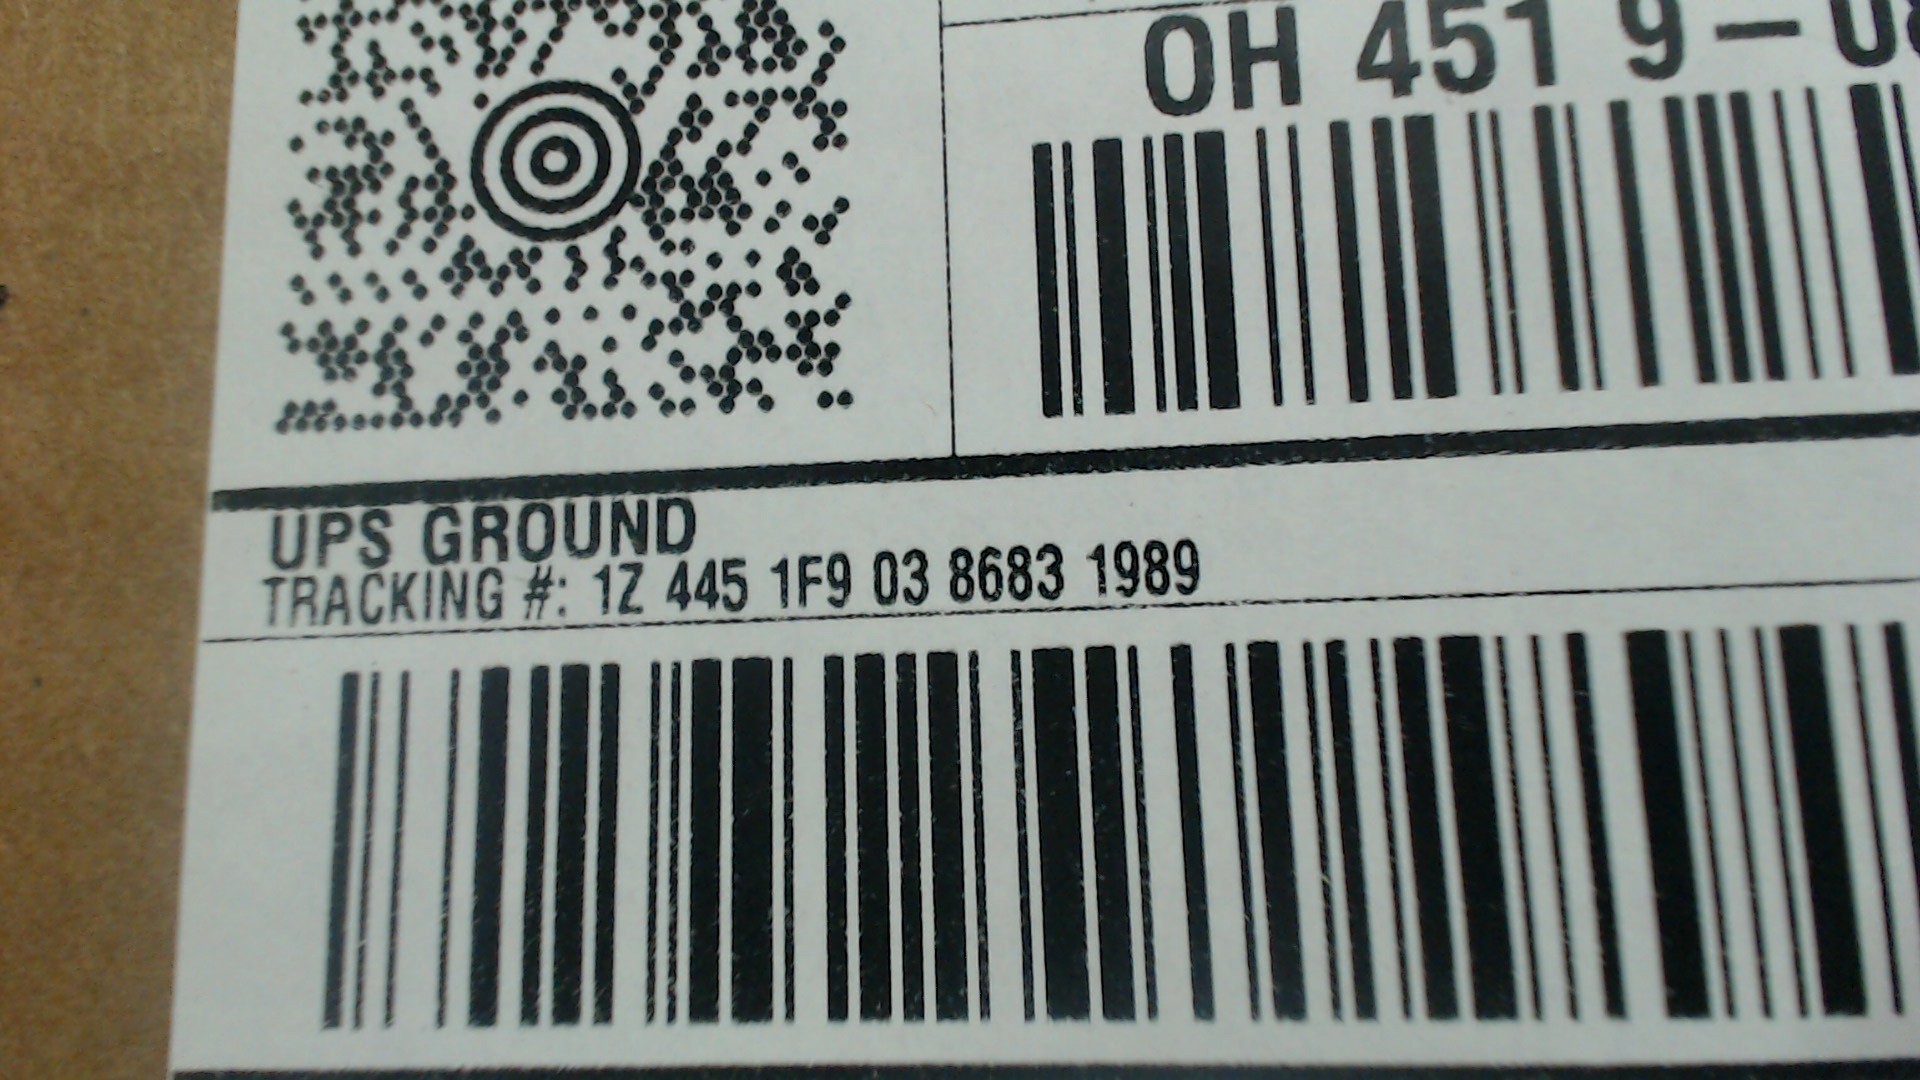 OH 451 9-0
UPS GROUND
TRACKING #: 1Z 445 1F9 03 8683 1989